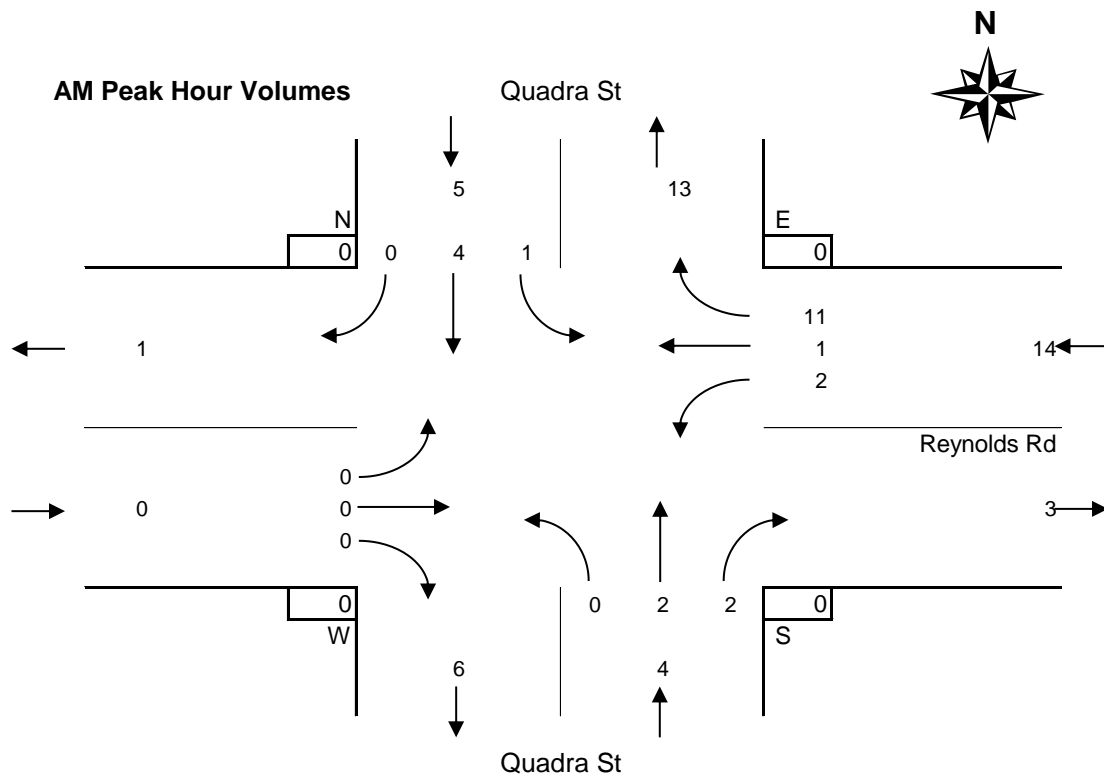 N
AM Peak Hour Volumes Quadra St
5 13
N E
0 0 4 1 0
11
1 1 14
2
Reynolds Rd
0
0 0 3
0
0 0 2 2 0
W S
6 4
Quadra St